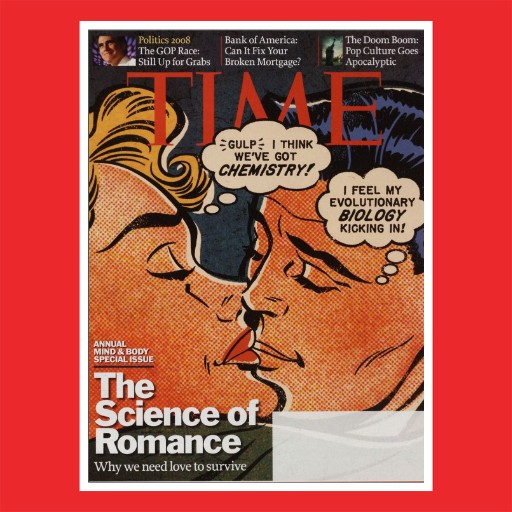 Politics 2008
The GOP Race:
Still Up for Grabs
Bank of America:
Can It Fix Your
Broken Mortgage?
The Doom Boom:
Pop Culture Goes
Apocalyptic
TIME
GULP I THINK
WE'VE GOT
CHEMISTRY!
I FEEL MY
EVOLUTIONARY
BIOLOGY
KICKING IN!
ANNUAL
MIND & BODY
SPECIAL ISSUE
The
Science of
Romance
Why we need love to survive